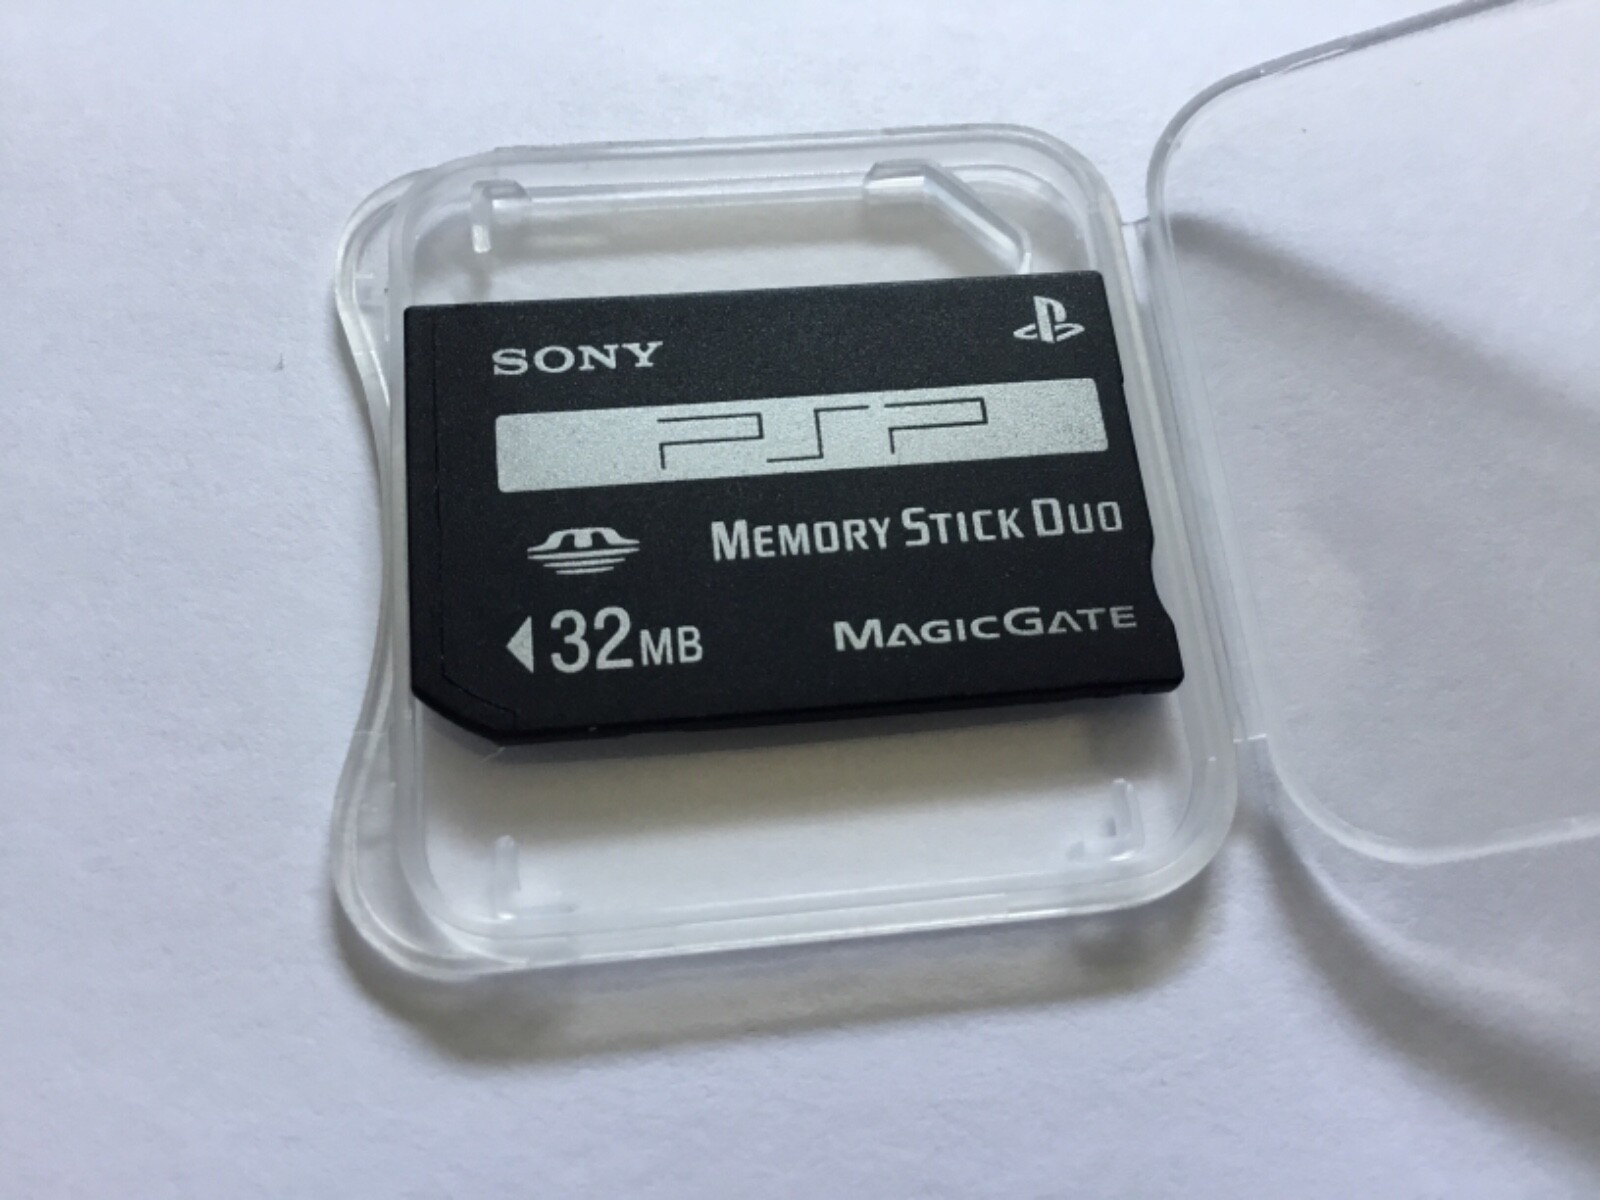 SONY
PSP
MEMORY STICK DUO
32MB
MAGICGATE